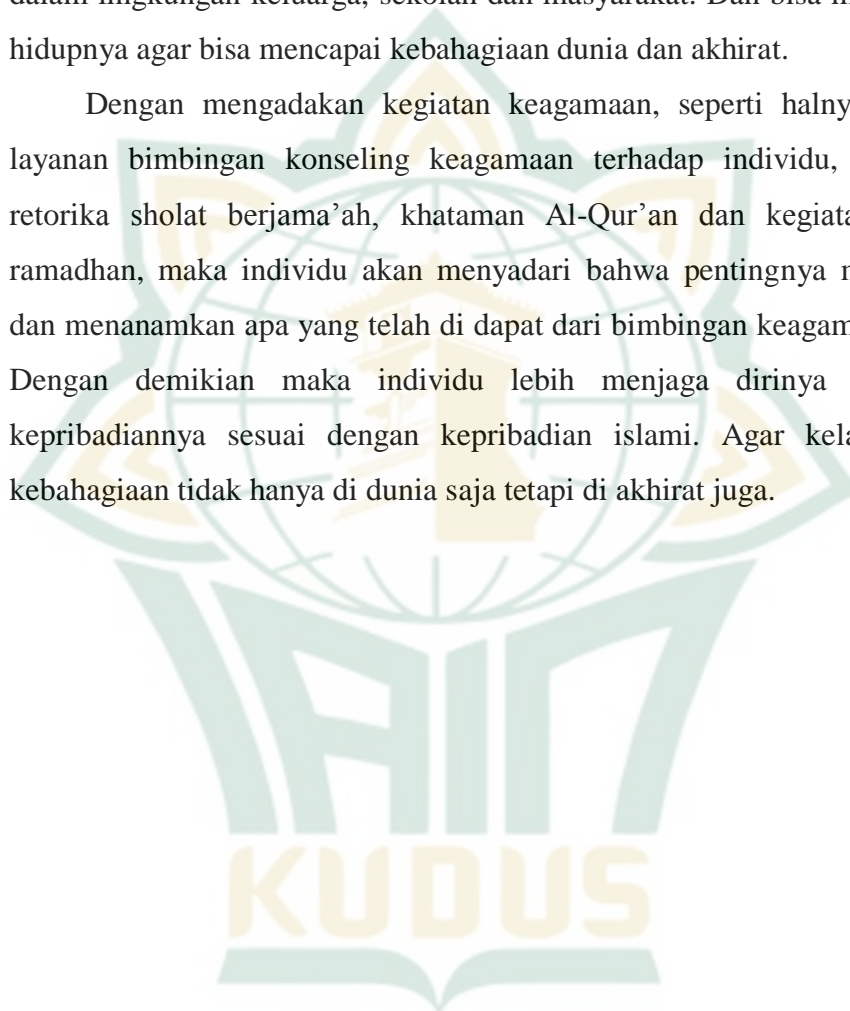 dalam lingkungan keluarga, sekolah dan masyarakat. Dan bisa
hidupnya agar bisa mencapai kebahagiaan dunia dan akhirat.
Dengan mengadakan kegiatan keagamaan, seperti
layanan bimbingan konseling keagamaan terhadap individu,
retorika sholat berjama’ah, khataman Al-Qur’an dan
ramadhan, maka individu akan menyadari bahwa pentingnya
dan menanamkan apa yang telah di dapat dari bimbingan
Dengan demikian maka individu lebih menjaga dirinya
kepribadiannya sesuai dengan kepribadian islami. Agar
kebahagiaan tidak hanya di dunia saja tetapi di akhirat juga.
IAIN
KUDUS